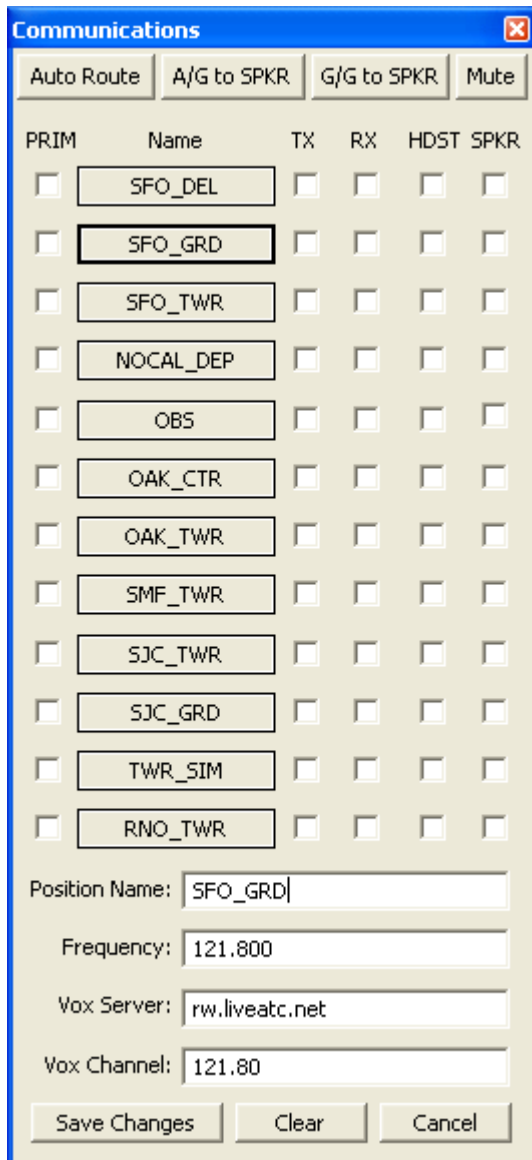 Communications
Auto Route A/G to SPKR G/G to SPKR Mute
PRIM Name TX RX HDST SPKR
SFO_DEL
SFO_GRD
SFO_TWR
NOCAL_DEP
OBS
OAK_CTR
OAK_TWR
SMF_TWR
SJC_TWR
SJC_GRD
TWR_SIM
RNO_TWR
Position Name: SFO_GRD
Frequency: 121.800
Vox Server: rw.liveatc.net
Vox Channel: 121.80
Save Changes Clear Cancel